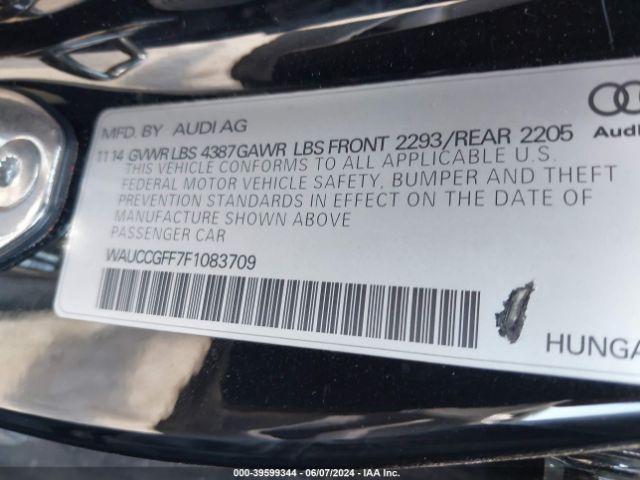 MFD. BY AUDI AG
11 14 GVWR LBS 4387 GAWR LBS FRONT 2293/REAR 2205
THIS VEHICLE CONFORMS TO ALL APPLICABLE U.S.
FEDERAL MOTOR VEHICLE SAFETY, BUMPER AND THEFT
PREVENTION STANDARDS IN EFFECT ON THE DATE OF
MANUFACTURE SHOWN ABOVE
PASSENGER CAR
WAUCCGFF7F1083709
Audi
HUNGA
000-39599344 - 06/07/2024 - IAA Inc.